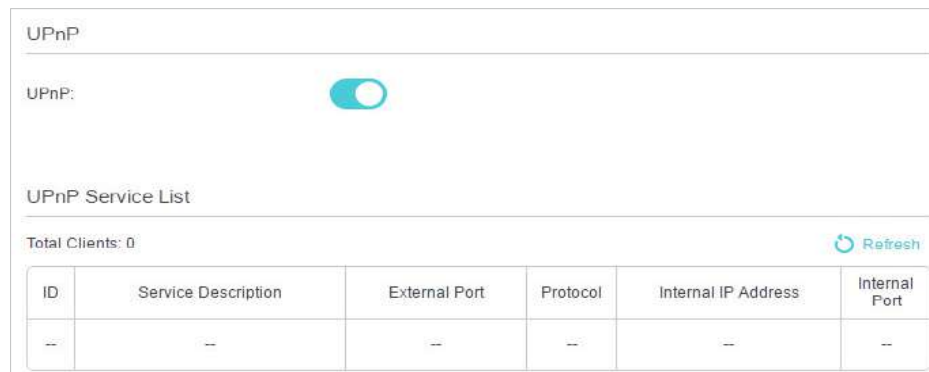 UPnP
UPnP:
UPnP Service List
Total Clients: 0
Refresh
ID Service Description External Port Protocol Internal IP Address Internal Port
-- -- -- -- -- --